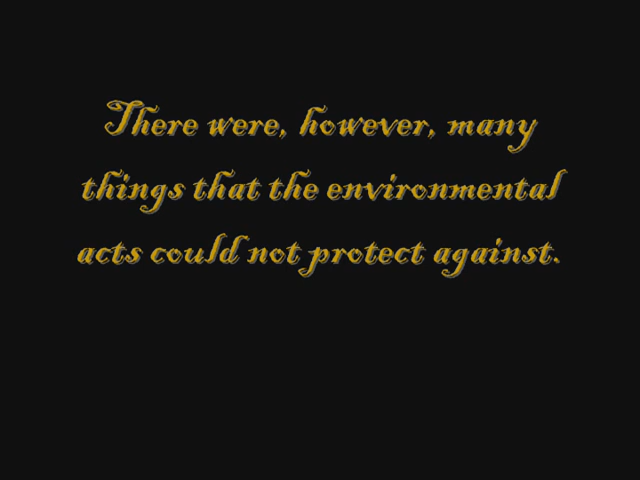 There were, however, many
things that the environmental
acts could not protect against.